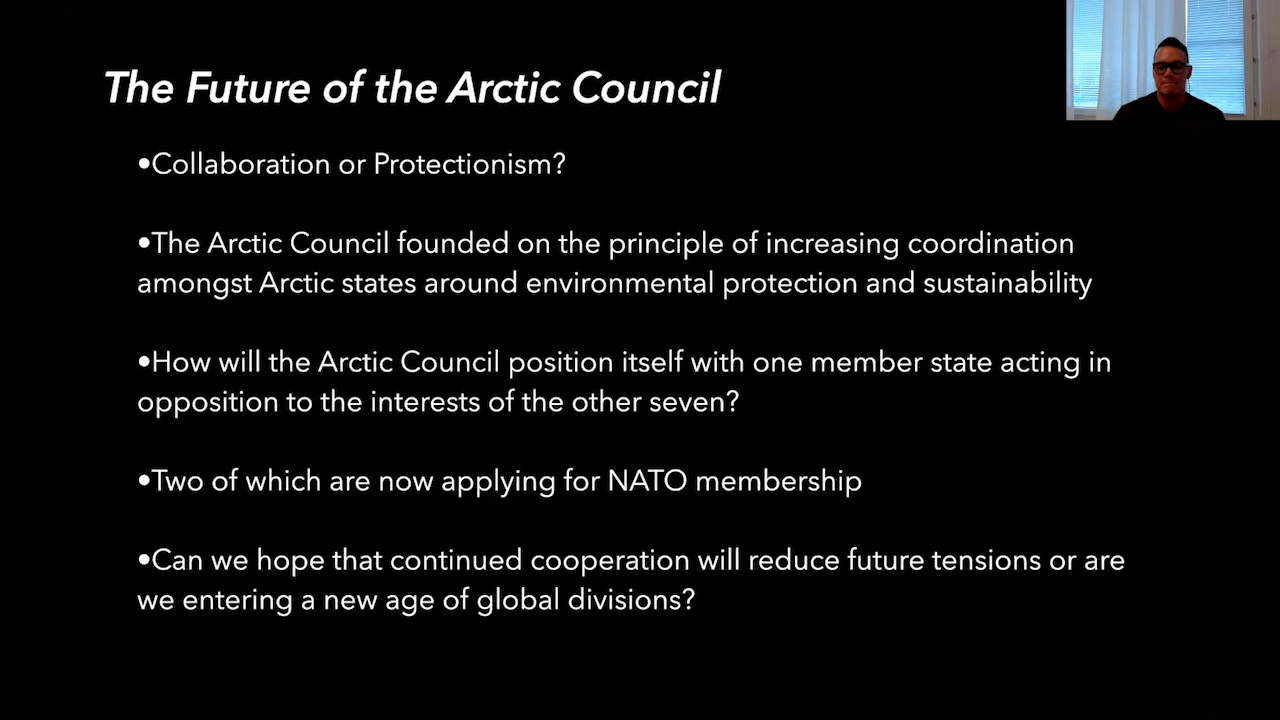 The Future of the Arctic Council
•Collaboration or Protectionism?
•The Arctic Council founded on the principle of increasing coordination
amongst Arctic states around environmental protection and sustainability
•How will the Arctic Council position itself with one member state acting in
opposition to the interests of the other seven?
•Two of which are now applying for NATO membership
•Can we hope that continued cooperation will reduce future tensions or are
we entering a new age of global divisions?